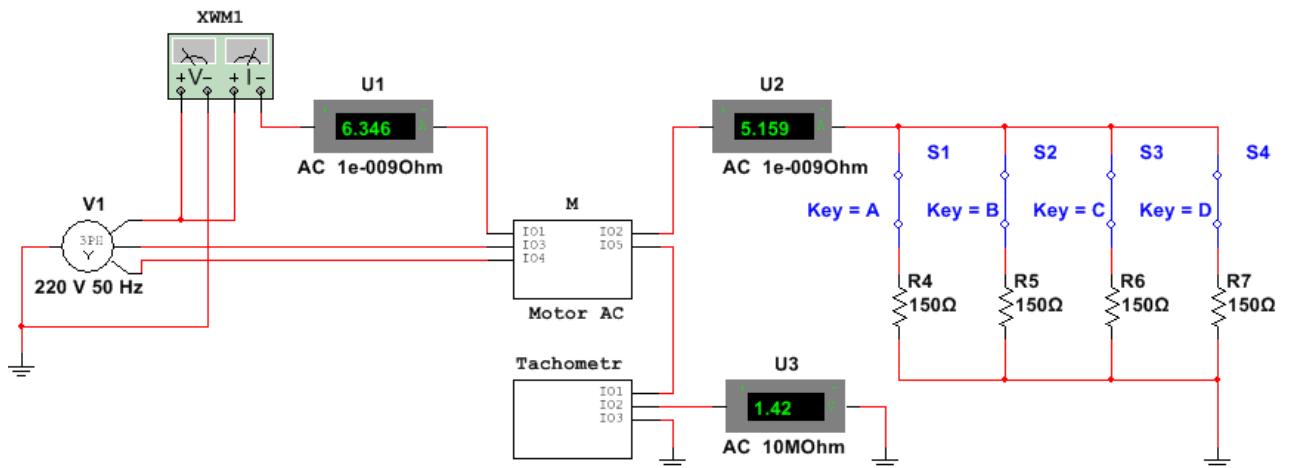 XWM1
+V- +I-
U1
+ -
6.346 A
AC 1e-009Ohm
U2
+ -
5.159 A
AC 1e-009Ohm
S1 S2 S3 S4
Key = A Key = B Key = C Key = D
V1
3PH
Y
220 V 50 Hz
M
IO1 IO2
IO3 IO5
IO4
Motor AC
R4 R5 R6 R7
150Ω 150Ω 150Ω 150Ω
Tachometr
IO1
IO2
IO3
U3
+ -
1.42
AC 10MOhm